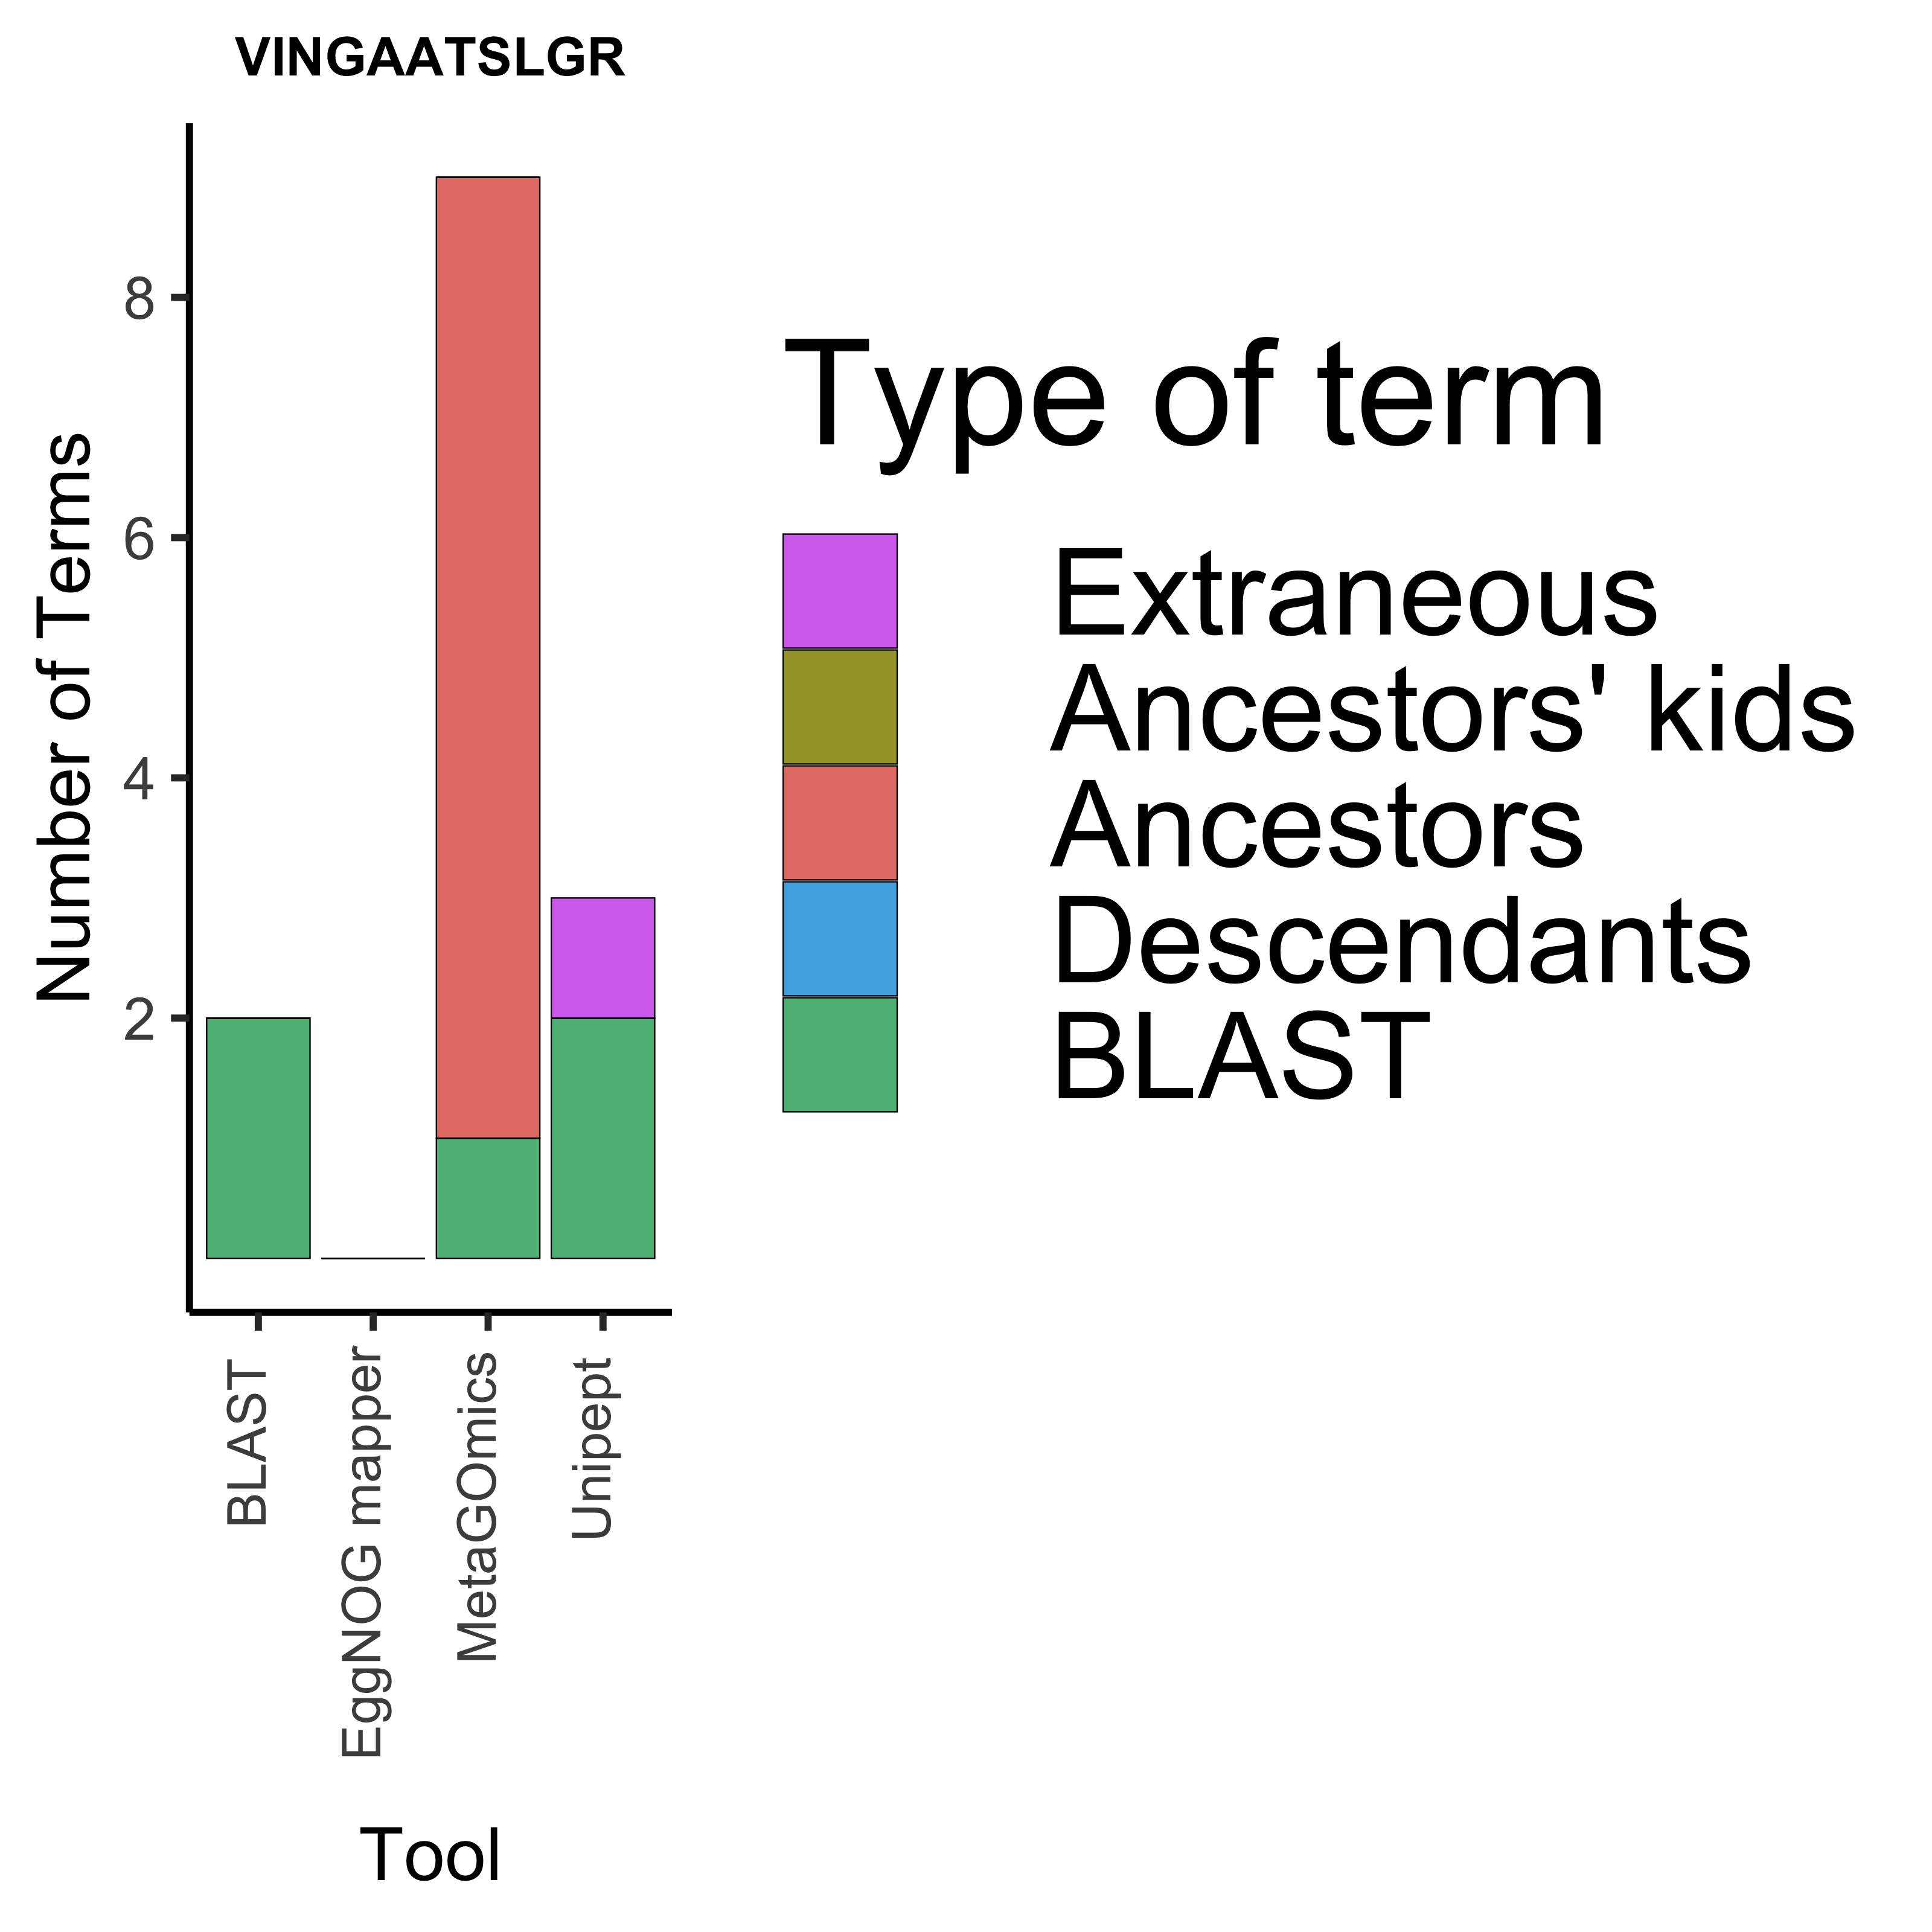 VINGAATSLGR
Number of Terms
8
6
4
2
BLAST
EggNOG mapper
MetaGOmics
Unipept
Tool
Type of term
Extraneous
Ancestors' kids
Ancestors
Descendants
BLAST